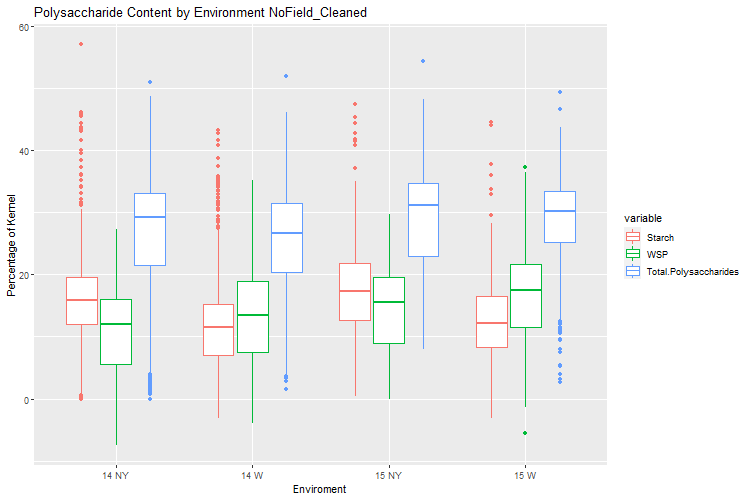 Polysaccharide Content by Environment NoField_Cleaned
60
40
20
0
Percentage of Kernel
14 NY
14 W
15 NY
15 W
Enviroment
variable
Starch
WSP
Total.Polysaccharides